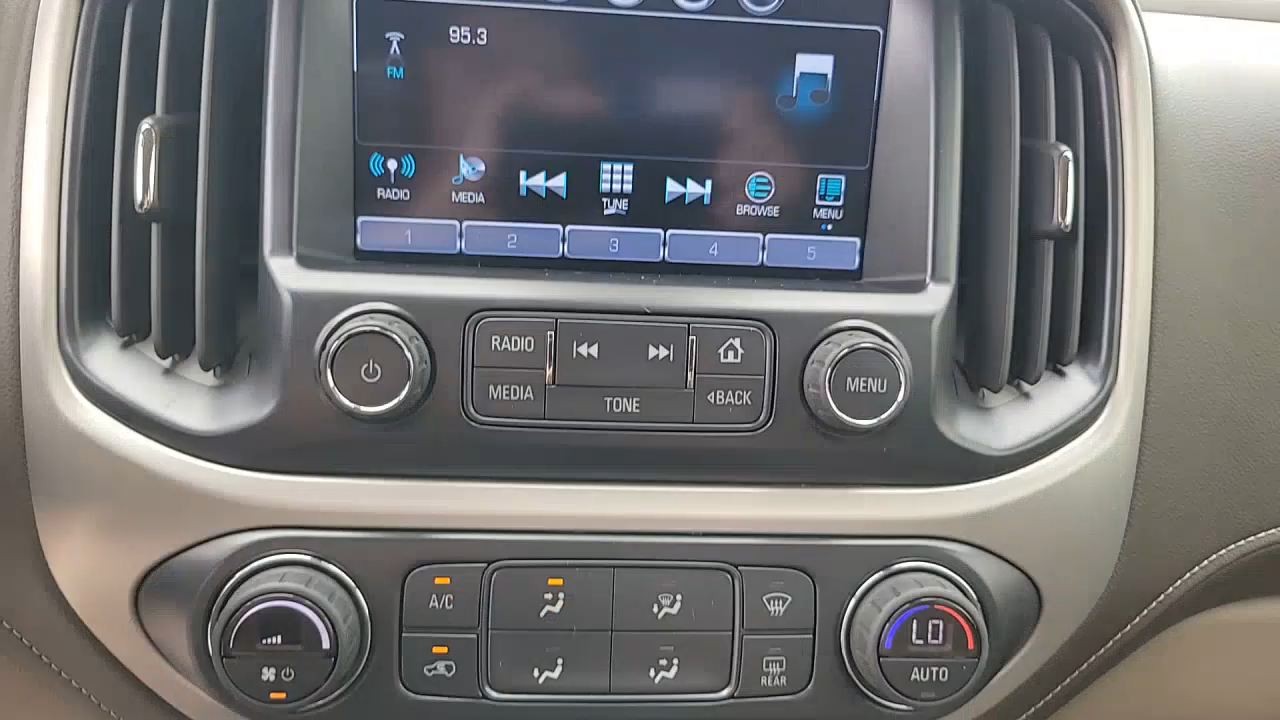 95.3
FM
RADIO
MEDIA
TUNE
BROWSE
MENU
1
2
3
4
5
RADIO
MEDIA
TONE
◁BACK
MENU
A/C
LO
AUTO
REAR